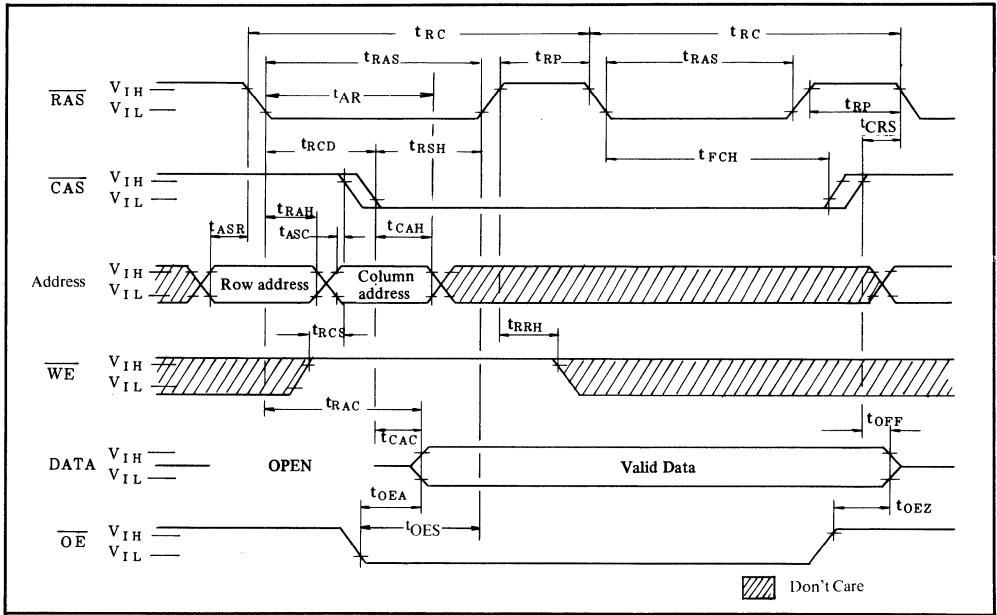 tRC tRC
tRAS tRP tRAS
RAS VIH VIL tAR tRP
tCRS
tRCD tRSH tFCH
CAS VIH VIL
tASR tRAH tASC tCAH
Address VIH VIL Row address Column address
tRCS tRRH
WE VIH VIL
tRAC
tCAC tOFF
DATA VIH VIL OPEN Valid Data
tOEA tOEZ
tOES
OE VIH VIL
Don't Care